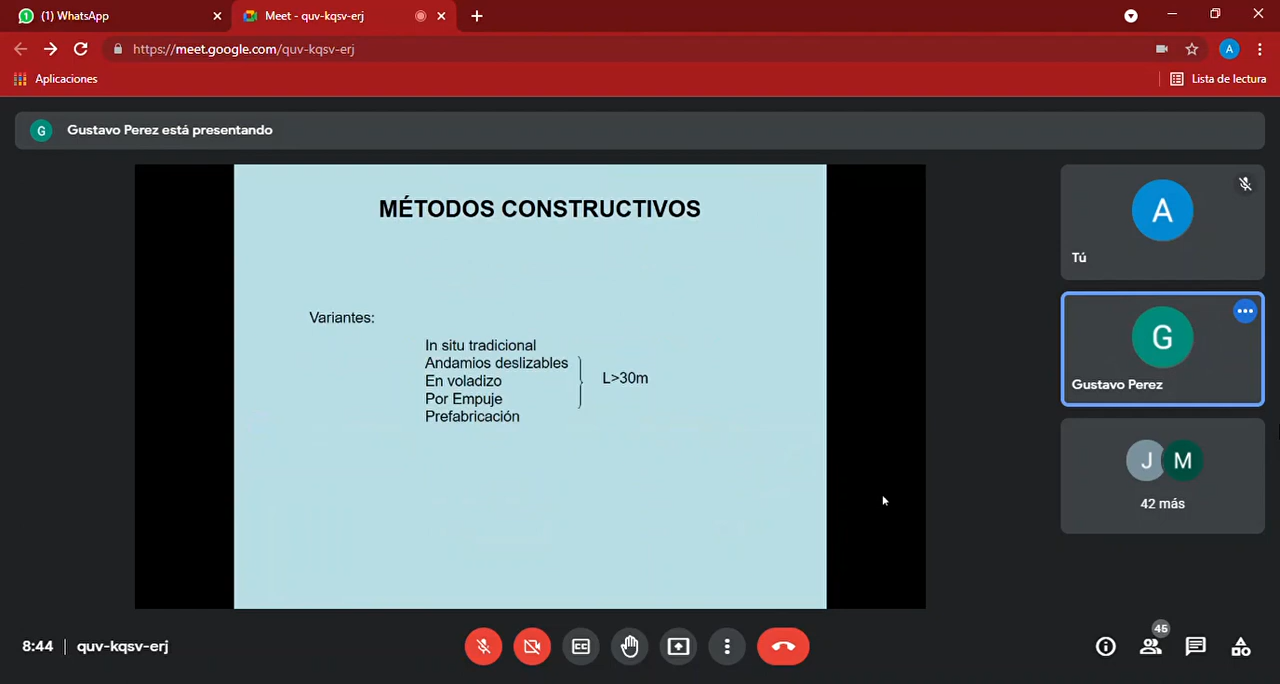 (1) WhatsApp
Meet - quv-kqsv-erj
https://meet.google.com/quv-kqsv-erj
A
Aplicaciones
Lista de lectura
G
Gustavo Perez está presentando
MÉTODOS CONSTRUCTIVOS
Variantes:
In situ tradicional
Andamios deslizables
En voladizo
Por Empuje
Prefabricación
L>30m
A
Tú
G
Gustavo Perez
J M
42 más
8:44 | quv-kqsv-erj
CC
45